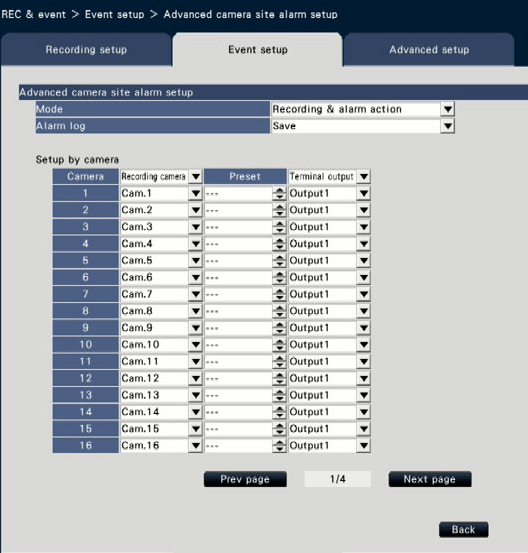 REC & event > Event setup > Advanced camera site alarm setup
Recording setup Event setup Advanced setup
Advanced camera site alarm setup
Mode Recording & alarm action
Alarm log Save
Setup by camera
Camera Recording camera Preset Terminal output
1 Cam.1 --- Output1
2 Cam.2 --- Output1
3 Cam.3 --- Output1
4 Cam.4 --- Output1
5 Cam.5 --- Output1
6 Cam.6 --- Output1
7 Cam.7 --- Output1
8 Cam.8 --- Output1
9 Cam.9 --- Output1
10 Cam.10 --- Output1
11 Cam.11 --- Output1
12 Cam.12 --- Output1
13 Cam.13 --- Output1
14 Cam.14 --- Output1
15 Cam.15 --- Output1
16 Cam.16 --- Output1
Prev page 1/4 Next page
Back